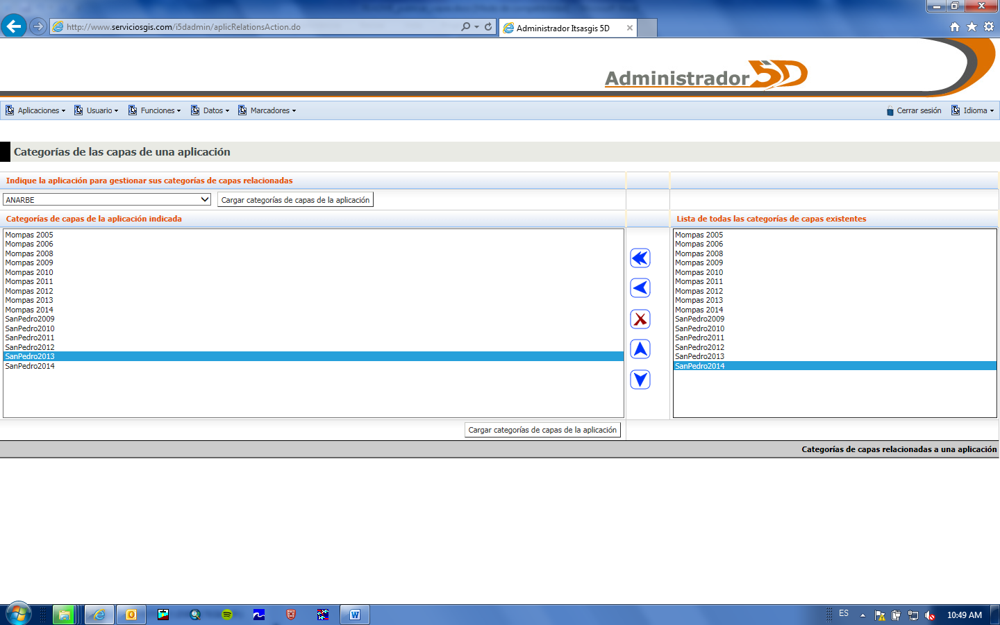 http://www.serviciosgis.com/i5dadmin/aplicRelationsAction.do
Administrador Itsasgis 5D
Administrador 5D
Aplicaciones
Usuario
Funciones
Datos
Marcadores
Cerrar sesión
Idioma
Categorías de las capas de una aplicación
Indique la aplicación para gestionar sus categorías de capas relacionadas
ANARBE
Cargar categorías de capas de la aplicación
Categorías de capas de la aplicación indicada
Mompas 2005
Mompas 2006
Mompas 2008
Mompas 2009
Mompas 2010
Mompas 2011
Mompas 2012
Mompas 2013
Mompas 2014
SanPedro2009
SanPedro2010
SanPedro2011
SanPedro2012
SanPedro2013
SanPedro2014
Lista de todas las categorías de capas existentes
Mompas 2005
Mompas 2006
Mompas 2008
Mompas 2009
Mompas 2010
Mompas 2011
Mompas 2012
Mompas 2013
Mompas 2014
SanPedro2009
SanPedro2010
SanPedro2011
SanPedro2012
SanPedro2013
SanPedro2014
Cargar categorías de capas de la aplicación
Categorías de capas relacionadas a una aplicación
ES
10:49 AM